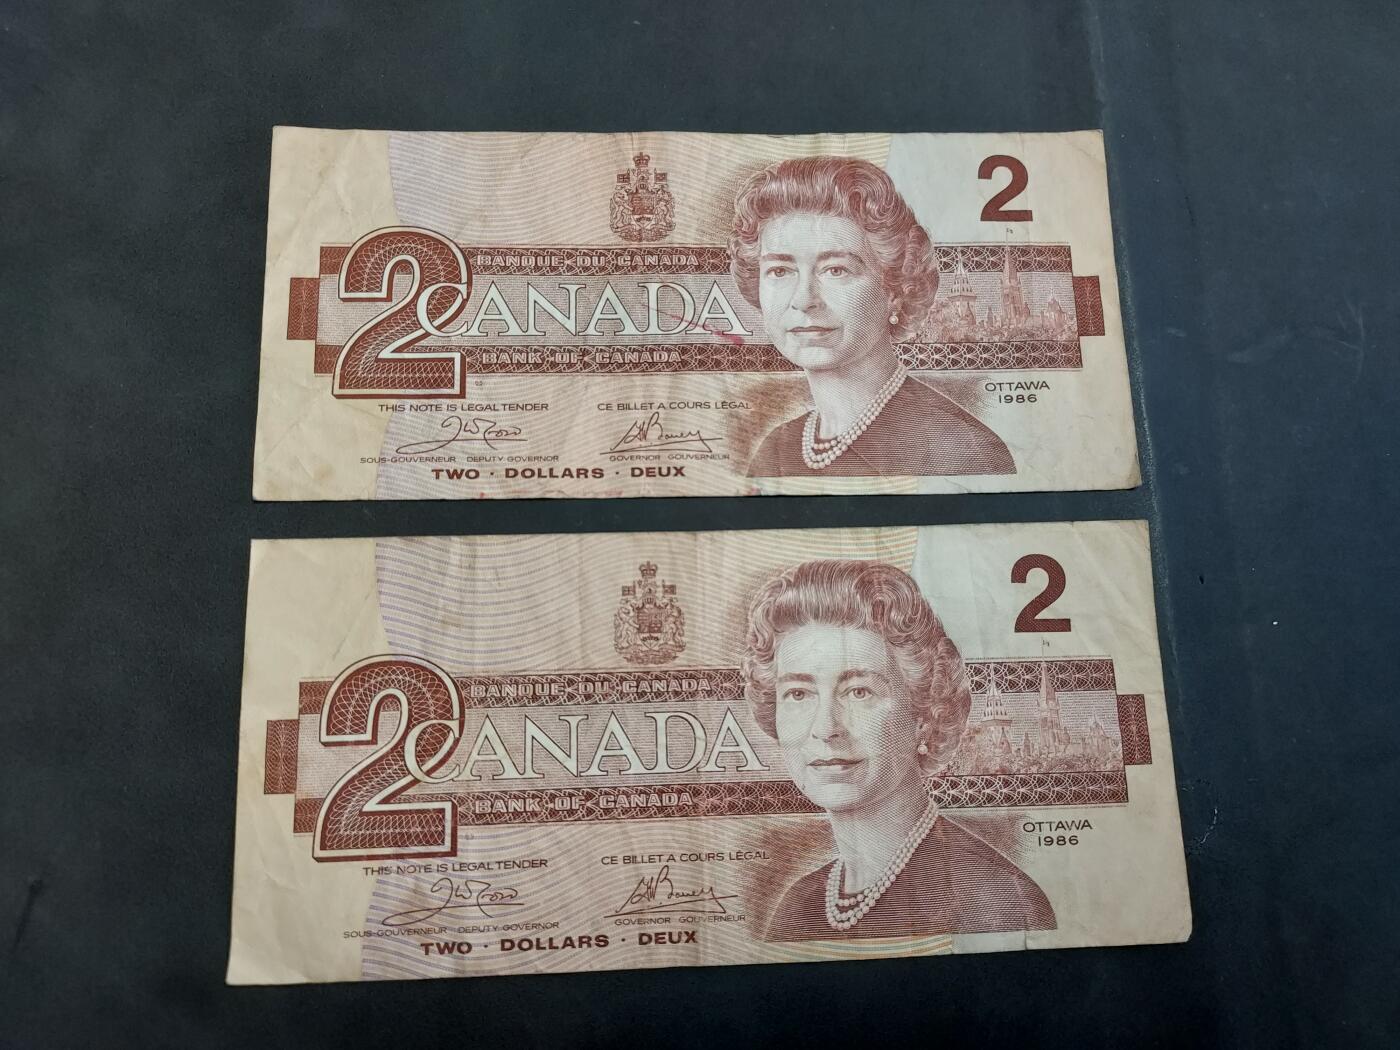 2
BANQUE DU CANADA
2
CANADA
BANK OF CANADA
OTTAWA
1986
THIS NOTE IS LEGAL TENDER CE BILLET A COURS LÉGAL
SOUS-GOUVERNEUR DEPUTY GOVERNOR GOVERNOR GOUVERNEUR
TWO · DOLLARS · DEUX
2
BANQUE DU CANADA
2
CANADA
BANK OF CANADA
OTTAWA
1986
THIS NOTE IS LEGAL TENDER CE BILLET A COURS LÉGAL
SOUS-GOUVERNEUR DEPUTY GOVERNOR GOVERNOR GOUVERNEUR
TWO · DOLLARS · DEUX